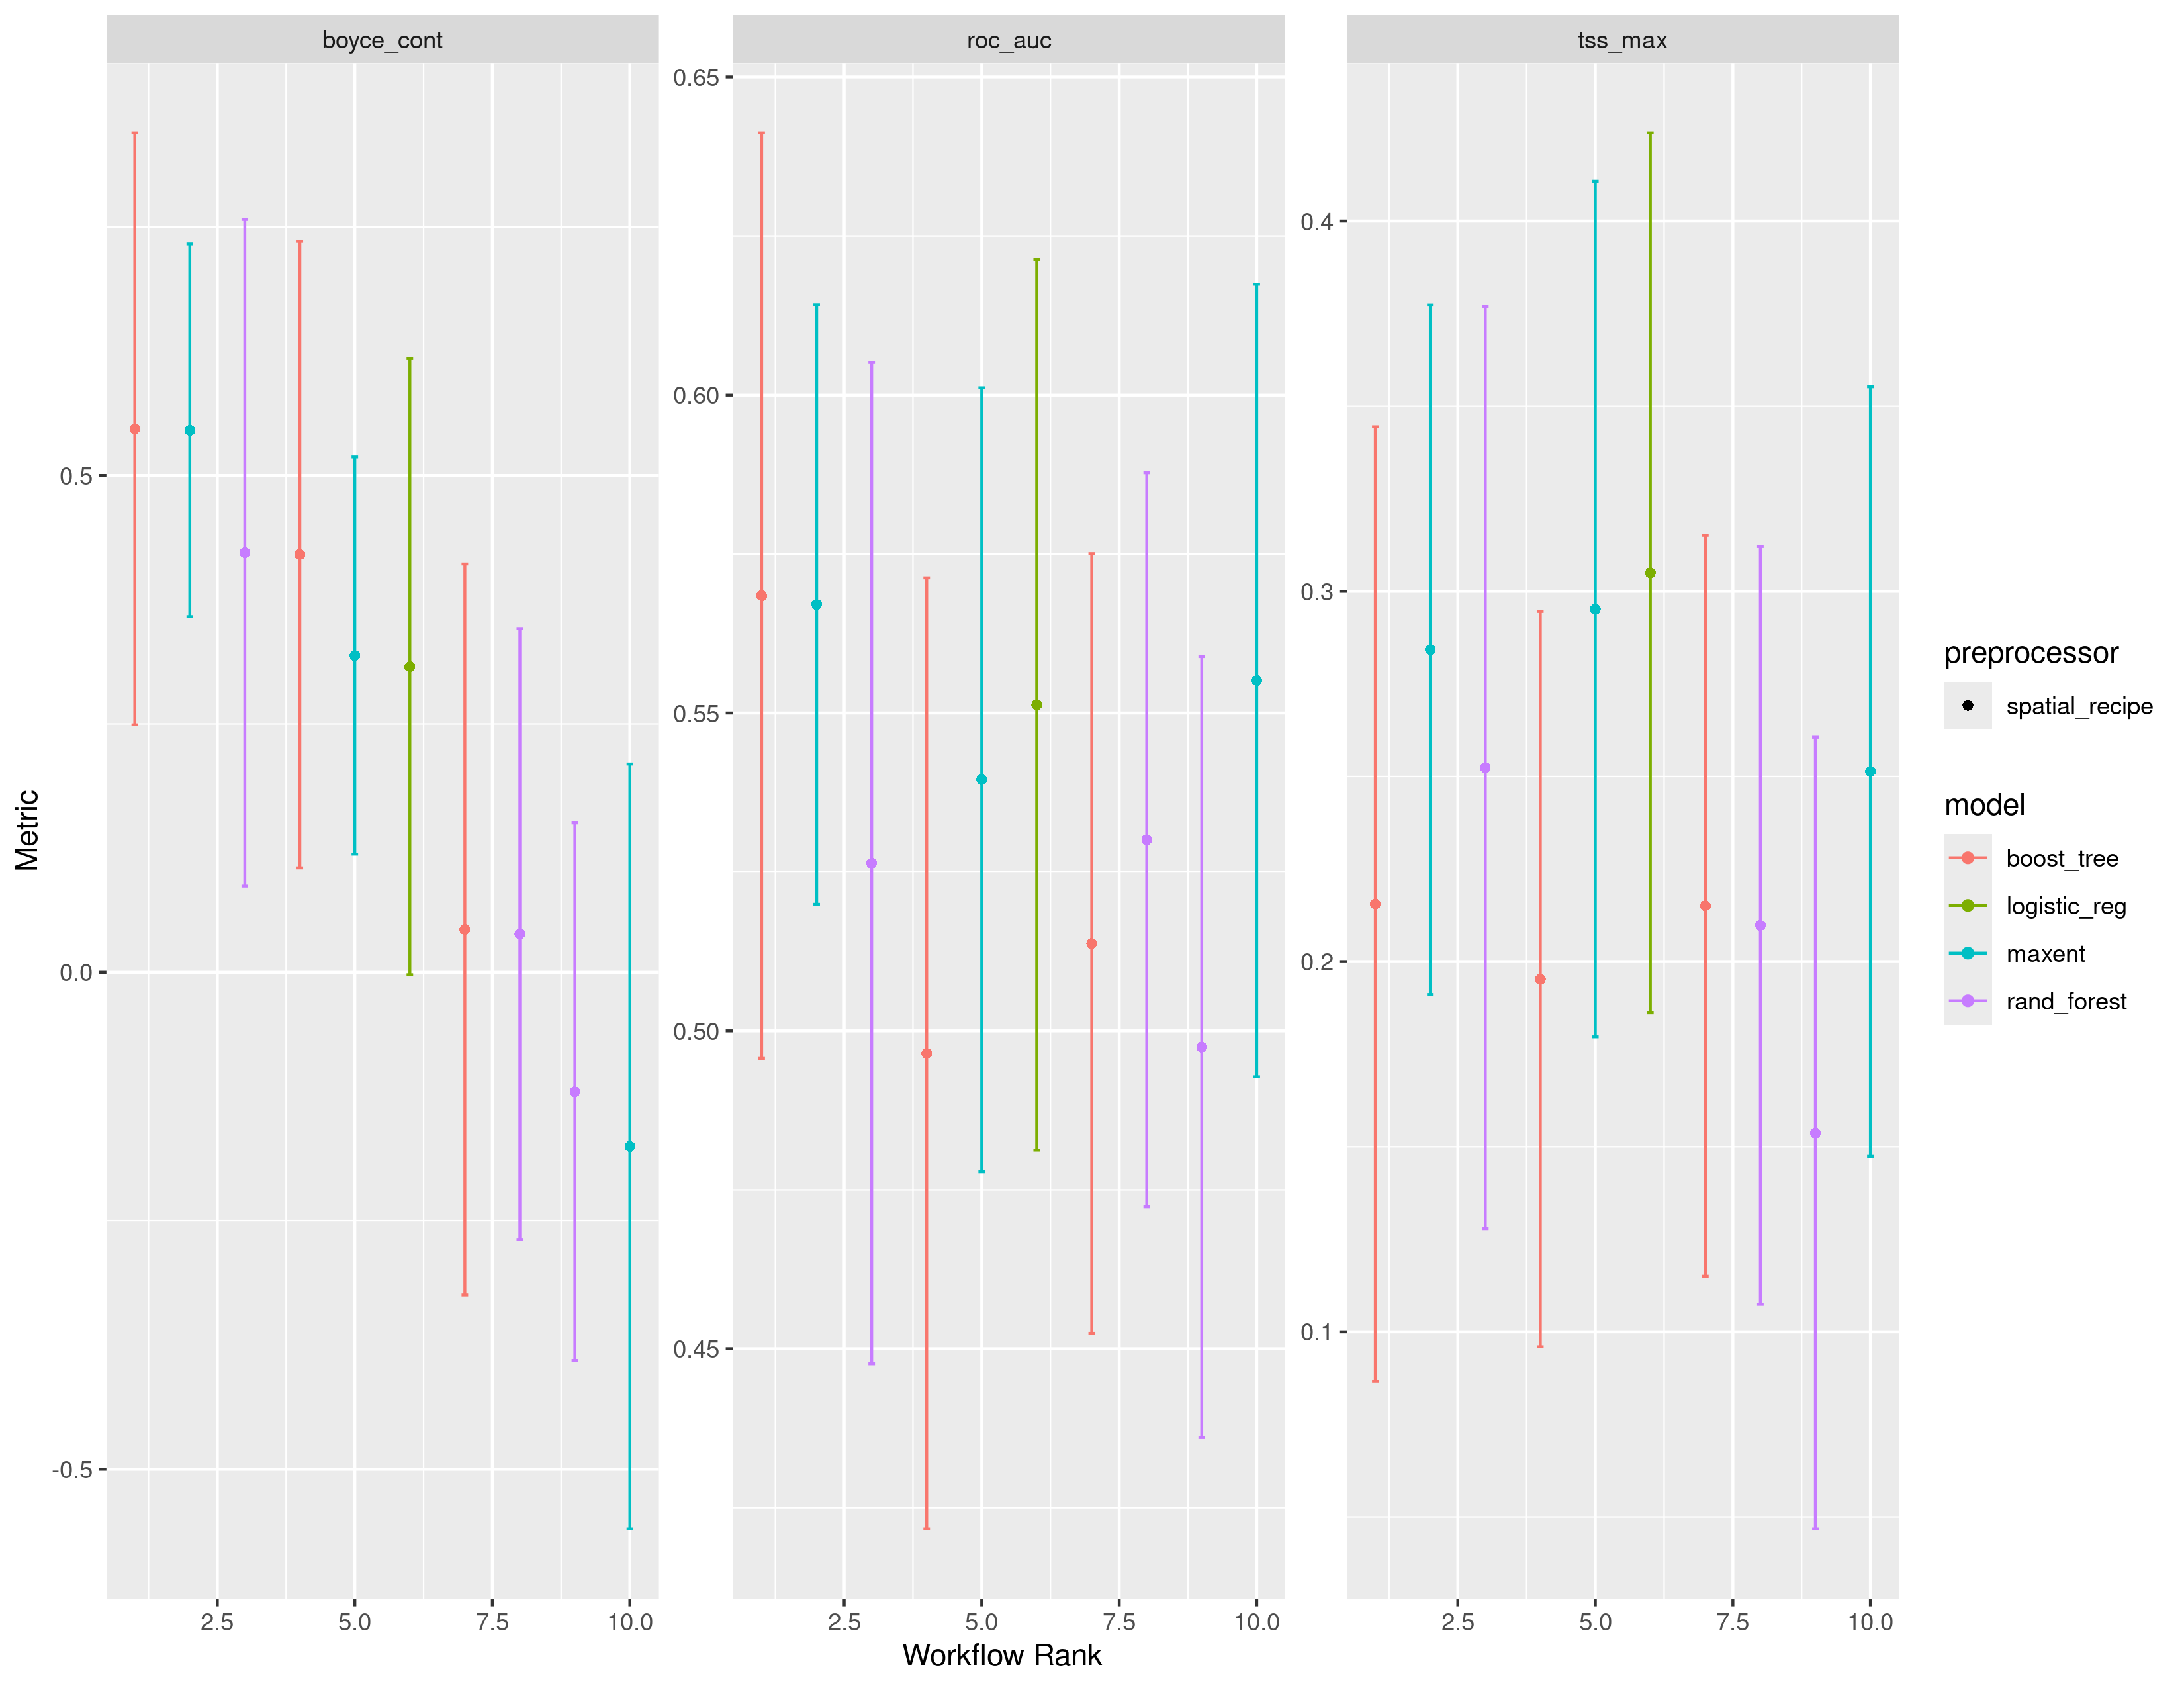 boyce_cont
roc_auc
tss_max
Metric
0.5
0.0
-0.5
0.65
0.60
0.55
0.50
0.45
0.4
0.3
0.2
0.1
2.5 5.0 7.5 10.0
2.5 5.0 7.5 10.0
2.5 5.0 7.5 10.0
Workflow Rank
preprocessor
spatial_recipe
model
boost_tree
logistic_reg
maxent
rand_forest